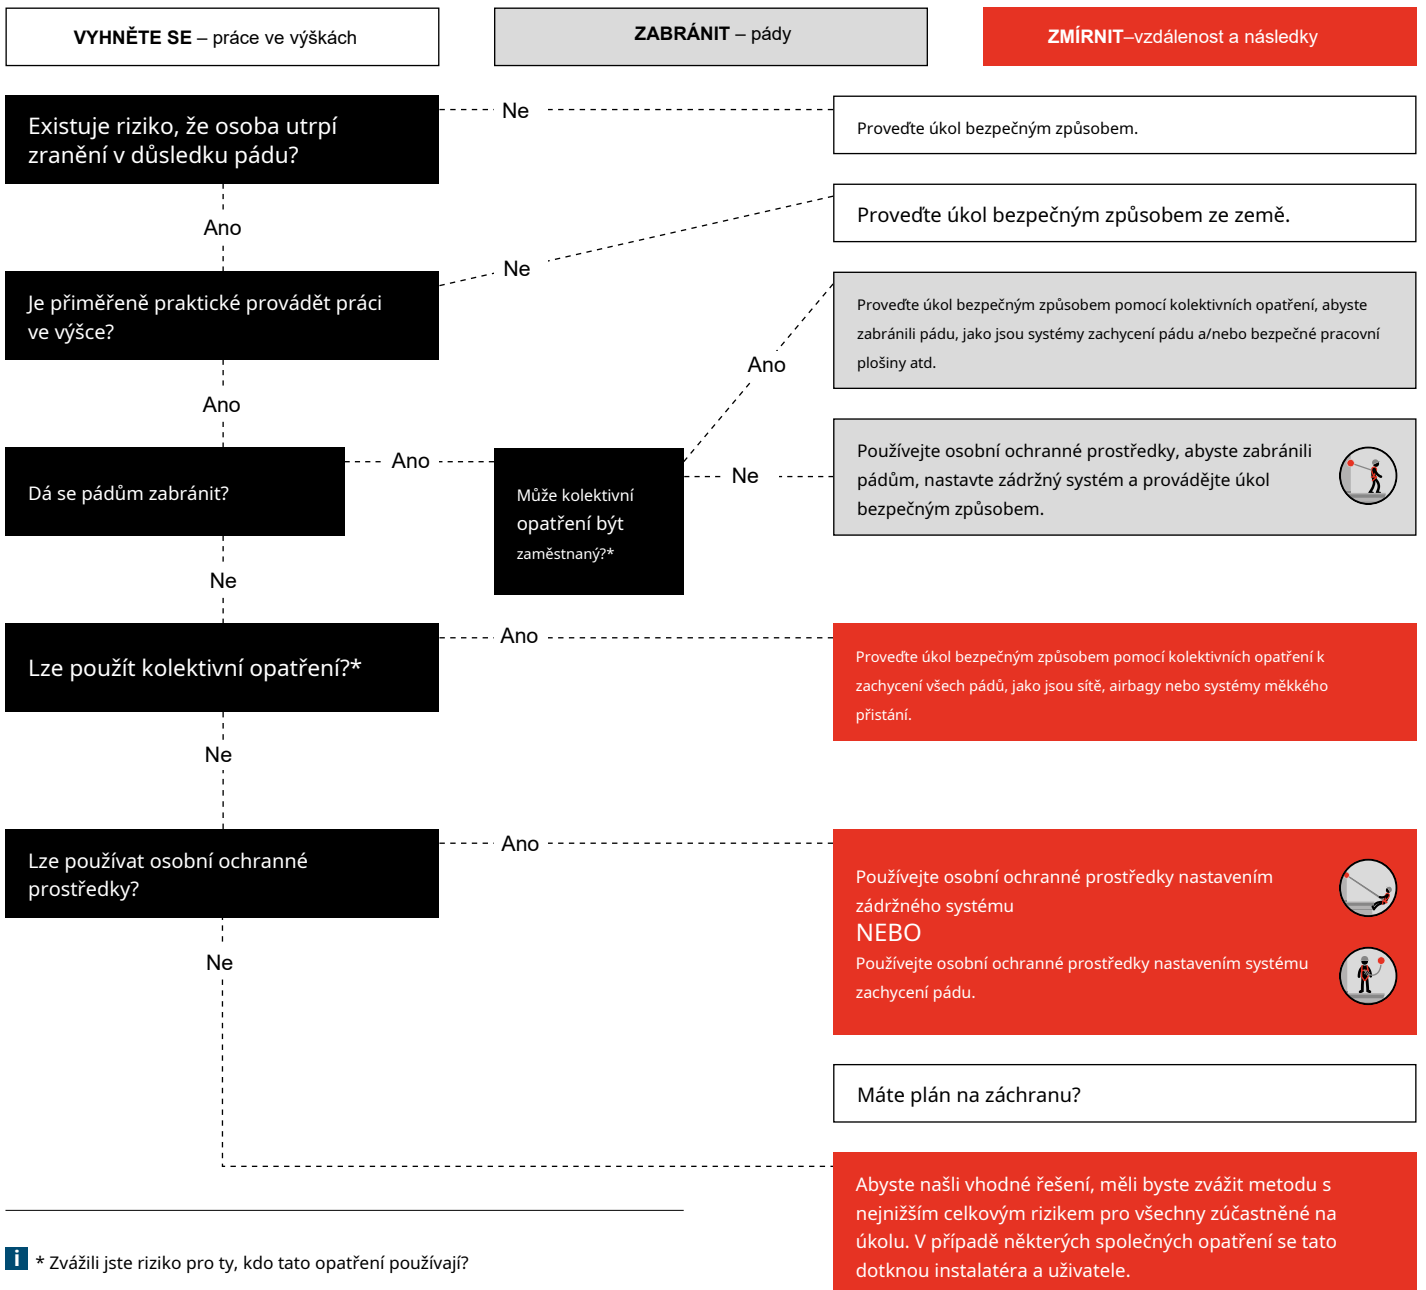 VYHNĚTE SE – práce ve výškách
ZABRÁNIT – pády
ZMÍRNIT–vzdálenost a následky
Existuje riziko, že osoba utrpí
zranění v důsledku pádu?
Ne
Proveďte úkol bezpečným způsobem.
Ano
Proveďte úkol bezpečným způsobem ze země.
Ne
Je přiměřeně praktické provádět práci
ve výšce?
Proveďte úkol bezpečným způsobem pomocí kolektivních opatření, abyste
zabránili pádu, jako jsou systémy zachycení pádu a/nebo bezpečné pracovní
plošiny atd.
Ano
Ano
Dá se pádům zabránit?
Ano
Může kolektivní
opatření být
zaměstnaný?*
Ne
Používejte osobní ochranné prostředky, abyste zabránili
pádům, nastavte zádržný systém a provádějte úkol
bezpečným způsobem.
Ne
Lze použít kolektivní opatření?*
Ano
Proveďte úkol bezpečným způsobem pomocí kolektivních opatření k
zachycení všech pádů, jako jsou sítě, airbagy nebo systémy měkkého
přistání.
Ne
Lze používat osobní ochranné
prostředky?
Ano
Používejte osobní ochranné prostředky nastavením
zádržného systému
NEBO
Používejte osobní ochranné prostředky nastavením systému
zachycení pádu.
Ne
Máte plán na záchranu?
Abyste našli vhodné řešení, měli byste zvážit metodu s
nejnižším celkovým rizikem pro všechny zúčastněné na
úkolu. V případě některých společných opatření se tato
dotknou instalatéra a uživatele.
i * Zvážili jste riziko pro ty, kdo tato opatření používají?